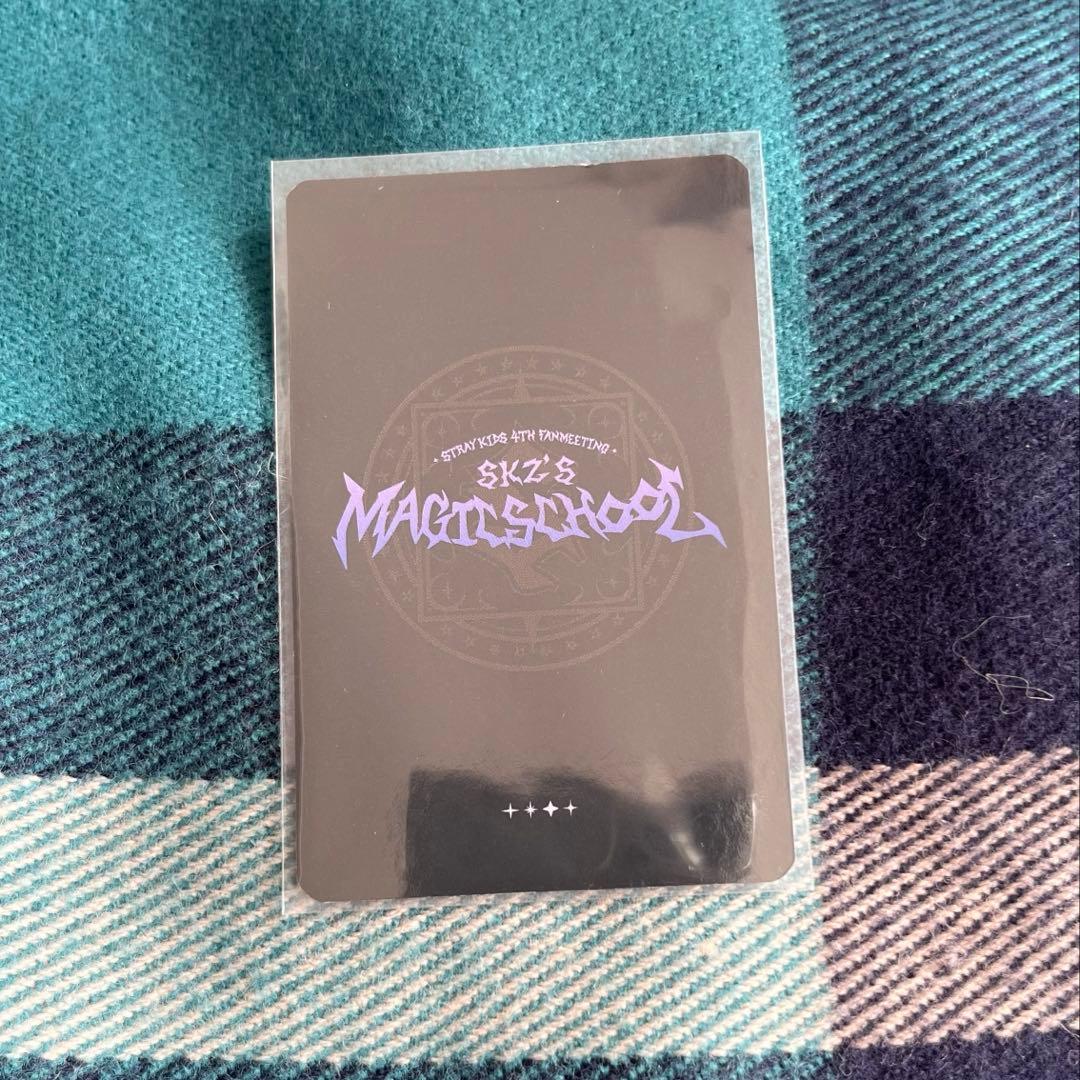 • STRAY KIDS 4TH FANMEETING •
SKZ'S
MAGIC SCHOOL